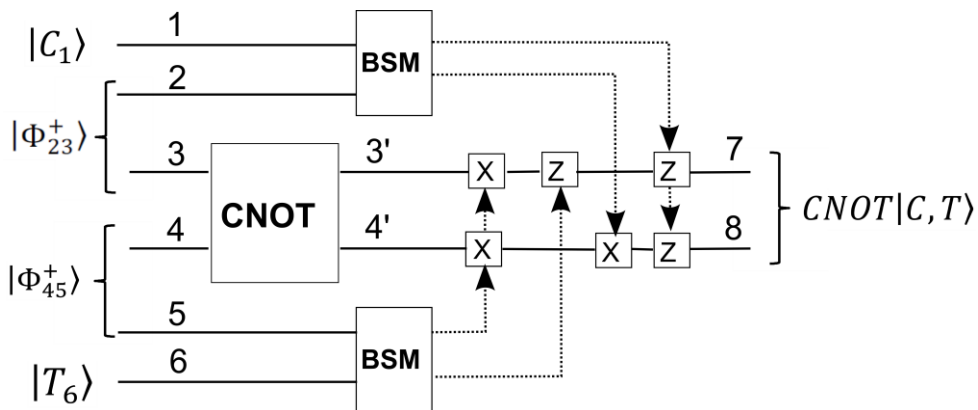 |C₁⟩
1
BSM
2
|Φ⁺₂₃⟩
3
3'
X
Z
Z
7
CNOT
CNOT|C,T⟩
4
4'
X
X
Z
8
|Φ⁺₄₅⟩
5
BSM
6
|T₆⟩